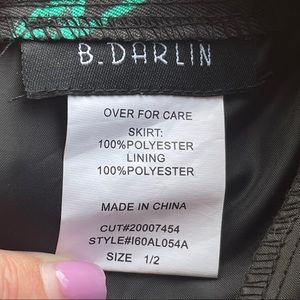 B. DARLIN
OVER FOR CARE
SKIRT:
100%POLYESTER
LINING
100%POLYESTER
MADE IN CHINA
CUT#20007454
STYLE#I60AL054A
SIZE 1/2